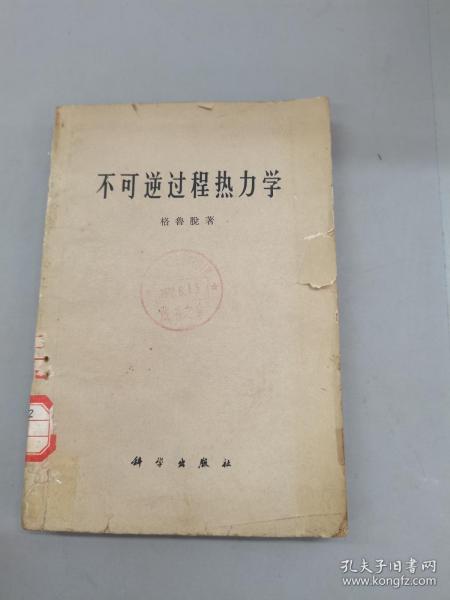 不可逆过程热力学
格鲁脱著
科学出版社
2
孔夫子旧书网
www.kongfz.com